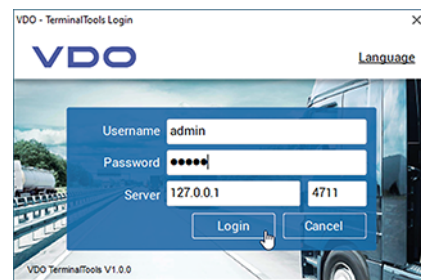 VDO - TerminalTools Login
VDO
Language
Username admin
Password •••••
Server 127.0.0.1 4711
Login Cancel
VDO TerminalTools V1.0.0